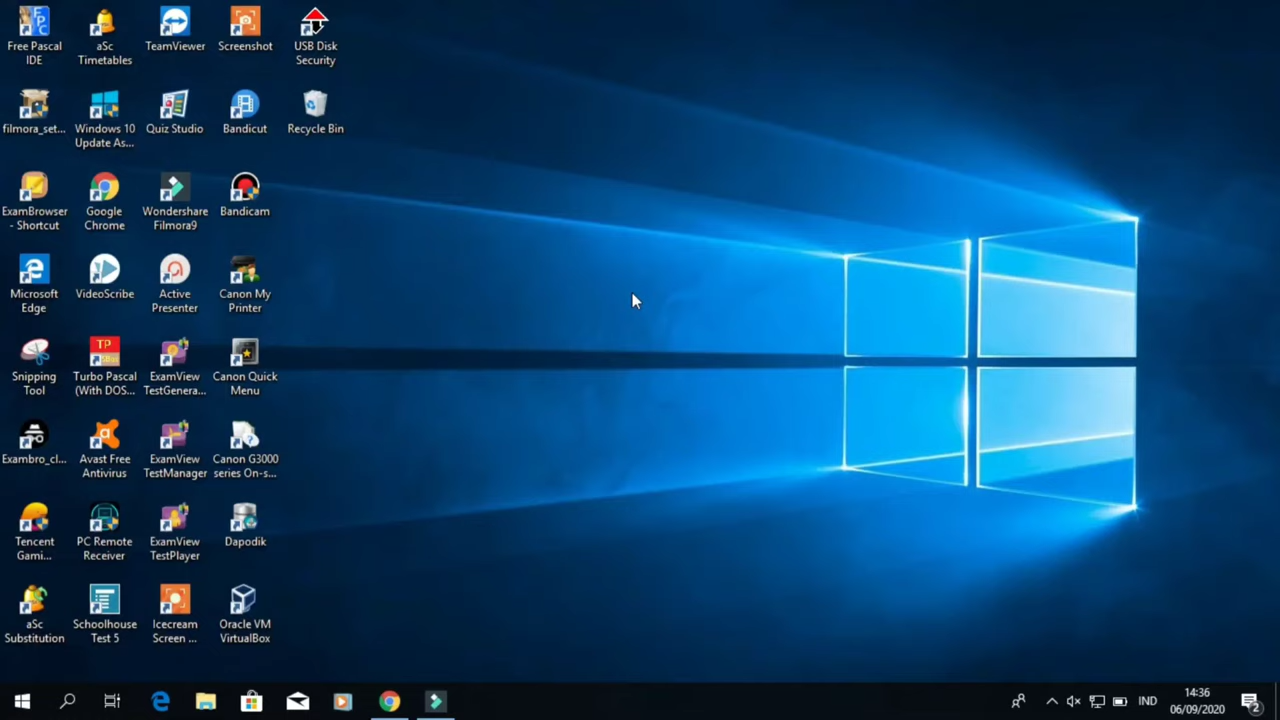 Free Pascal
IDE
aSc
Timetables
TeamViewer
Screenshot
USB Disk
Security
filmora_set...
Windows 10
Update As...
Quiz Studio
Bandicut
Recycle Bin
ExamBrowser
- Shortcut
Google
Chrome
Wondershare
Filmora9
Bandicam
Microsoft
Edge
VideoScribe
Active
Presenter
Canon My
Printer
Snipping
Tool
TP
Turbo Pascal
(With DOS...
ExamView
TestGenera...
Canon Quick
Menu
Exambro_cl...
Avast Free
Antivirus
ExamView
TestManager
Canon G3000
series On-s...
Tencent
Gami...
PC Remote
Receiver
ExamView
TestPlayer
Dapodik
aSc
Substitution
Schoolhouse
Test 5
Icecream
Screen ...
Oracle VM
VirtualBox
IND
14:36
06/09/2020
2